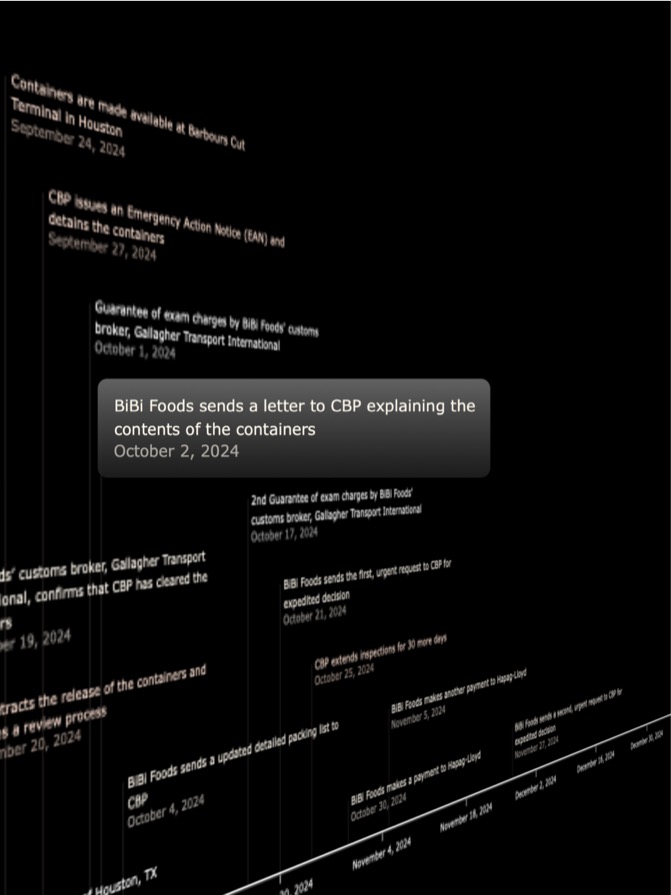 Containers are made available at Barbours Cut
Terminal in Houston
September 24, 2024
CBP issues an Emergency Action Notice (EAN) and
detains the containers
September 27, 2024
Guarantee of exam charges by BiBi Foods' customs
broker, Gallagher Transport International
October 1, 2024
BiBi Foods sends a letter to CBP explaining the
contents of the containers
October 2, 2024
2nd Guarantee of exam charges by BiBi Foods'
customs broker, Gallagher Transport International
October 17, 2024
ds' customs broker, Gallagher Transport
ional, confirms that CBP has cleared the
rs
er 19, 2024
BiBi Foods sends the first, urgent request to CBP for
expedited decision
October 21, 2024
CBP extends inspections for 30 more days
October 25, 2024
tracts the release of the containers and
s a review process
mber 20, 2024
BiBi Foods makes another payment to Hapag-Lloyd
November 5, 2024
BiBi Foods sends a second, urgent request to CBP for
expedited decision
November 27, 2024
BiBi Foods sends a updated detailed packing list to
CBP
October 4, 2024
BiBi Foods makes a payment to Hapag-Lloyd
October 30, 2024
f Houston, TX
20, 2024
November 4, 2024
November 18, 2024
December 2, 2024
December 16, 2024
December 30, 2024